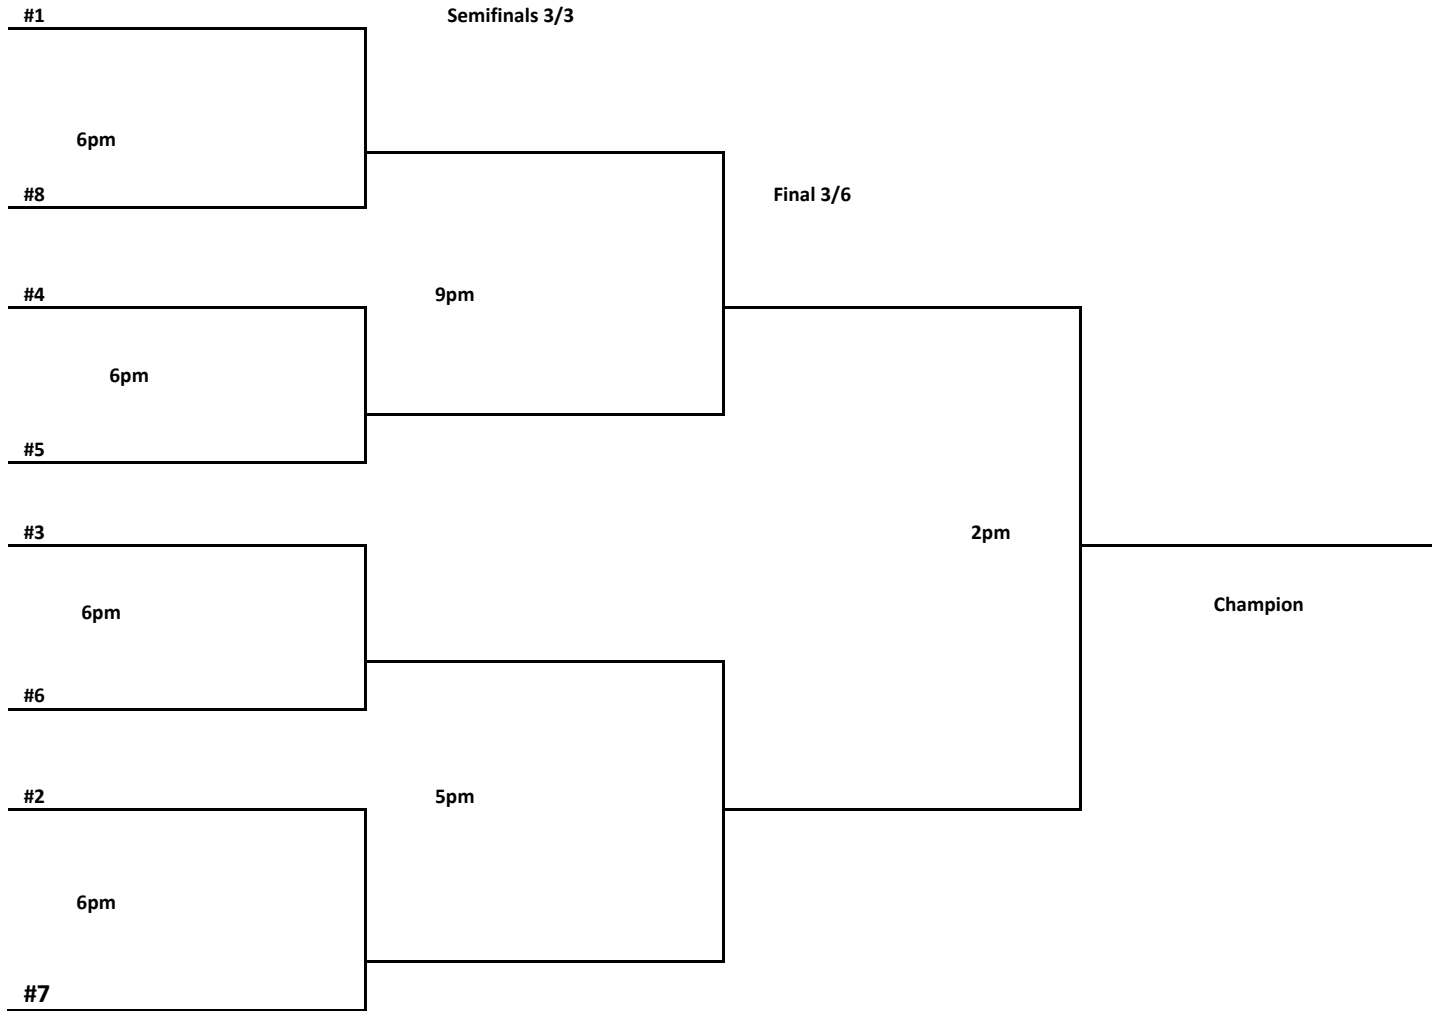 #1
Semifinals 3/3
6pm
#8
Final 3/6
#4
9pm
6pm
#5
#3
2pm
6pm
Champion
#6
#2
5pm
6pm
#7